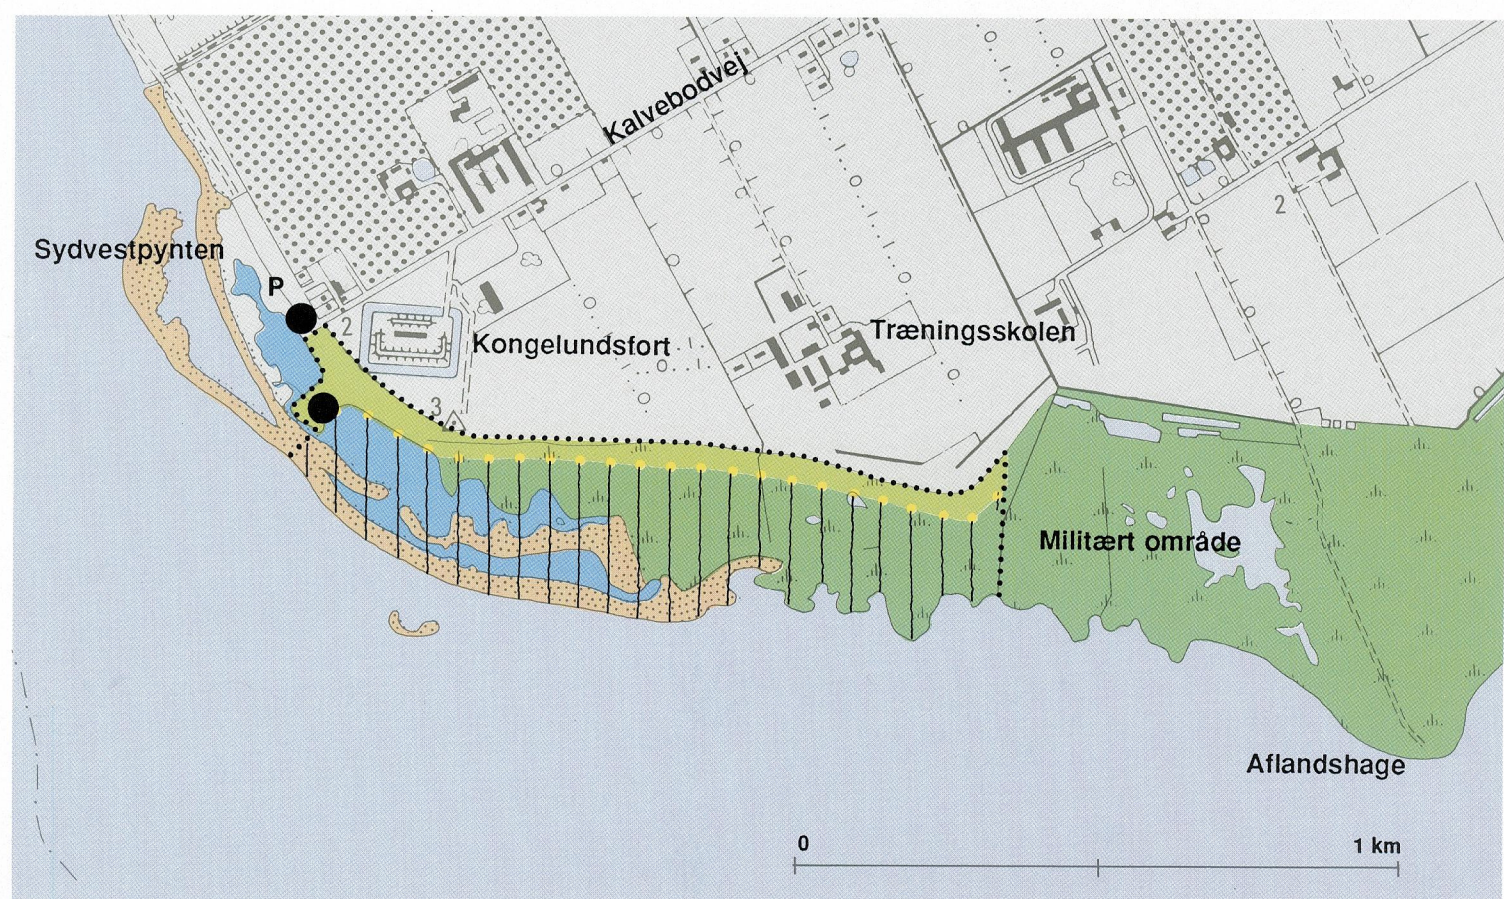 Kalvebodvej
2
Sydvestpynten
P
2
Kongelundsfort
Træningsskolen
3
Militært område
Aflandshage
0
1 km